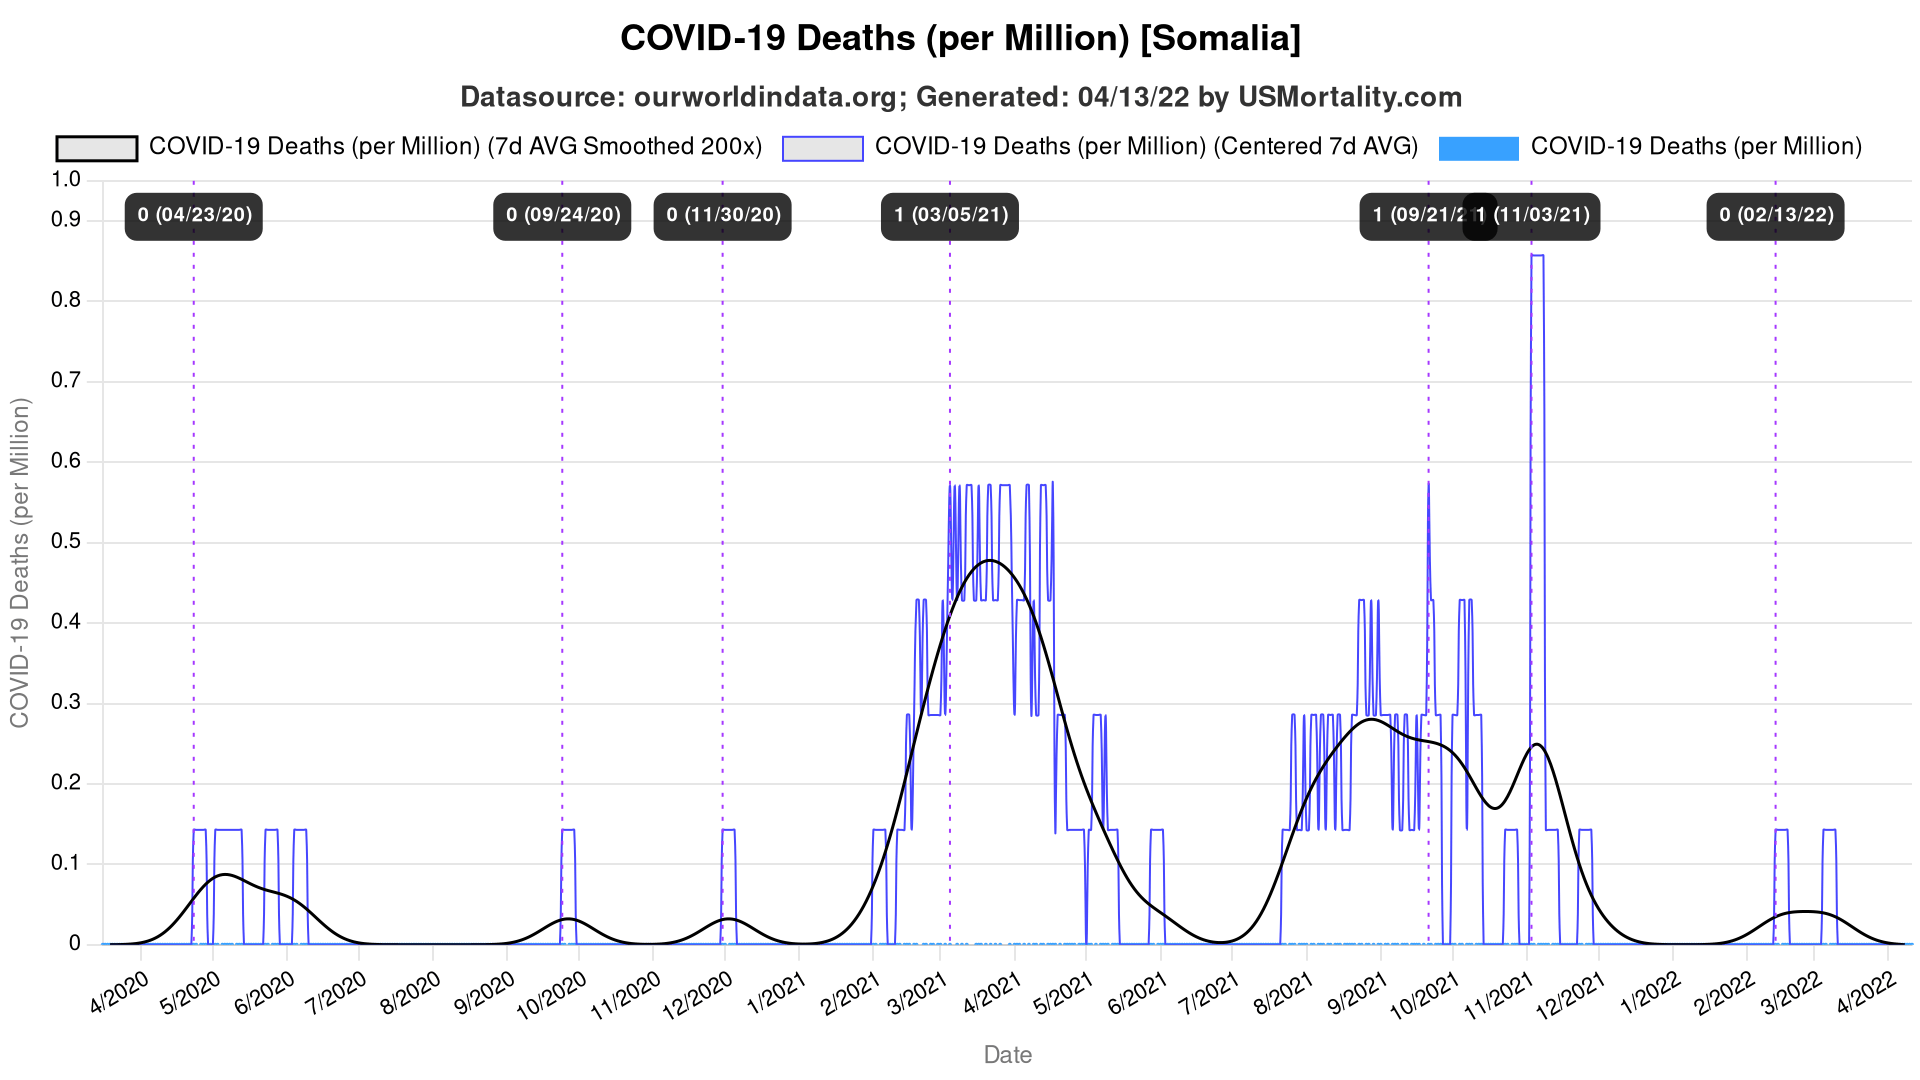 COVID-19 Deaths (per Million) [Somalia]
Datasource: ourworldindata.org; Generated: 04/13/22 by USMortality.com
COVID-19 Deaths (per Million) (7d AVG Smoothed 200x) COVID-19 Deaths (per Million) (Centered 7d AVG) COVID-19 Deaths (per Million)
0 (04/23/20) 0 (09/24/20) 0 (11/30/20) 1 (03/05/21) 1 (09/21/21) 1 (11/03/21) 0 (02/13/22)
COVID-19 Deaths (per Million)
1.0
0.9
0.8
0.7
0.6
0.5
0.4
0.3
0.2
0.1
0
4/2020 5/2020 6/2020 7/2020 8/2020 9/2020 10/2020 11/2020 12/2020 1/2021 2/2021 3/2021 4/2021 5/2021 6/2021 7/2021 8/2021 9/2021 10/2021 11/2021 12/2021 1/2022 2/2022 3/2022 4/2022
Date